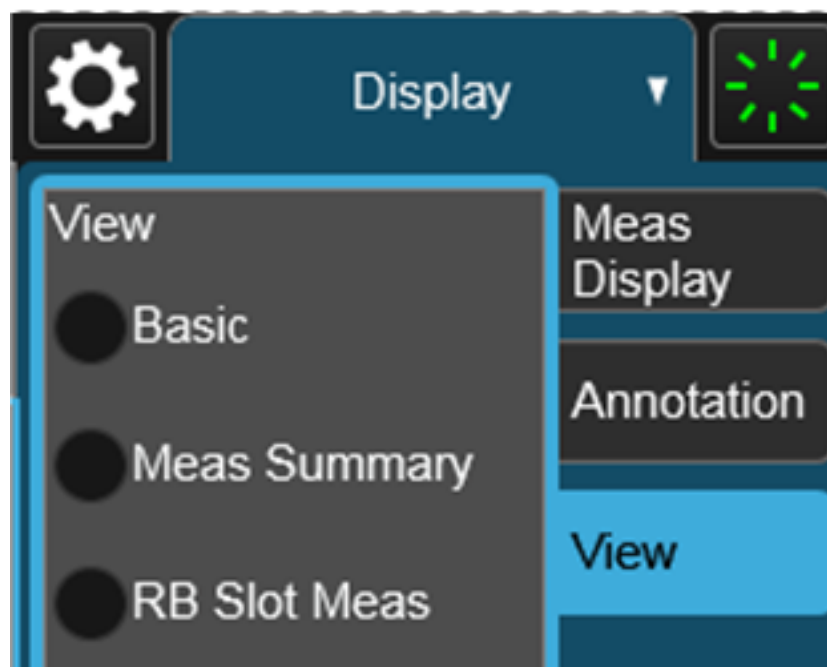 Display
View
Basic
Meas Summary
RB Slot Meas
Meas
Display
Annotation
View